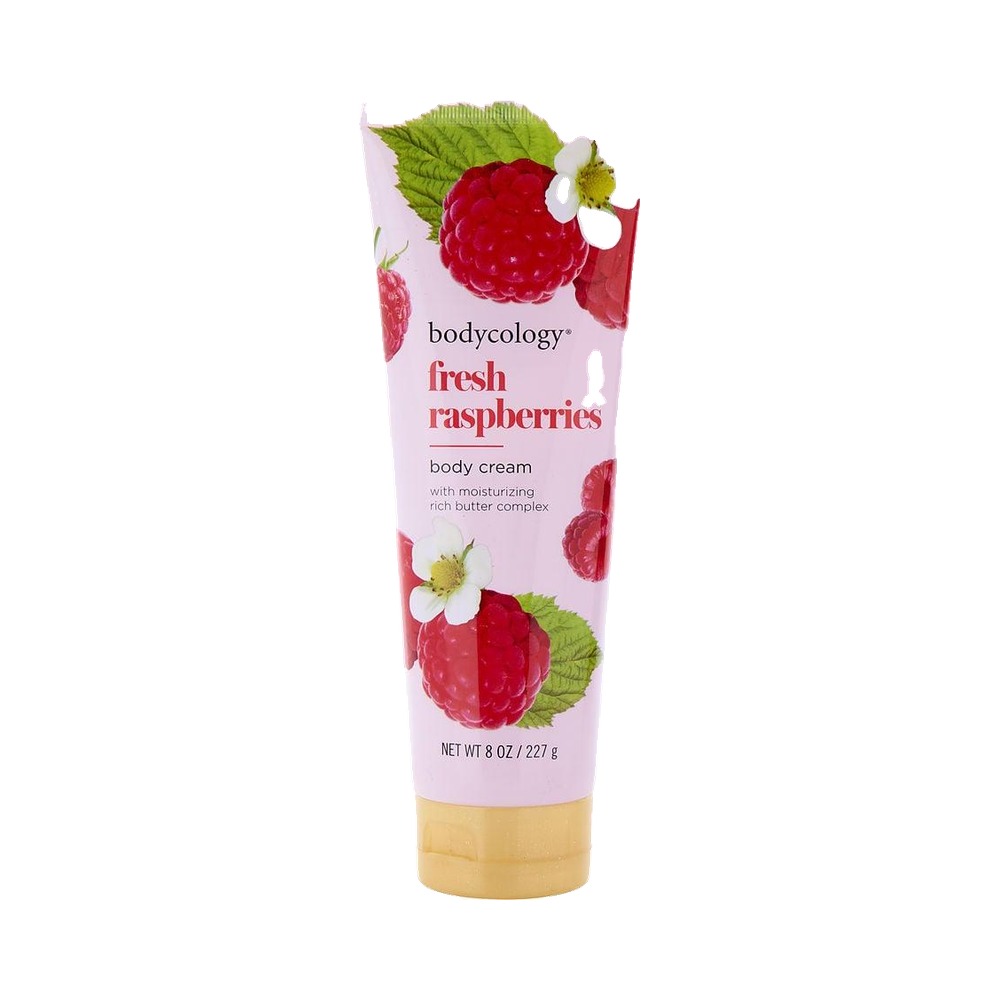 bodycology®
fresh
raspberries
body cream
with moisturizing
rich butter complex
NET WT 8 OZ / 227 g